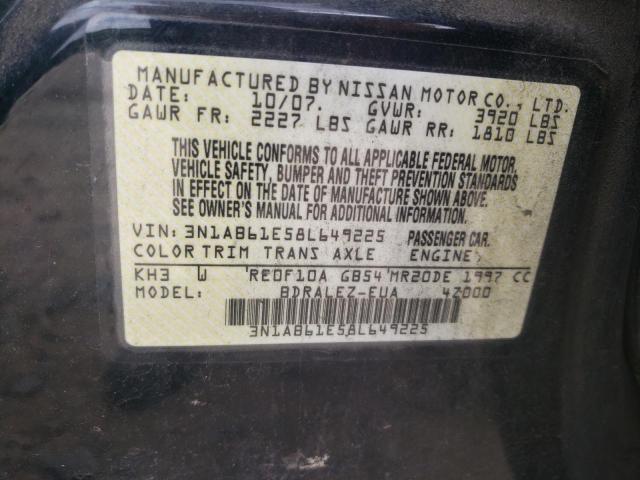 MANUFACTURED BY NISSAN MOTOR CO., LTD.
DATE: 10/07. GVWR: 3920 LBS
GAWR FR: 2227 LBS GAWR RR: 1810 LBS
THIS VEHICLE CONFORMS TO ALL APPLICABLE FEDERAL MOTOR
VEHICLE SAFETY, BUMPER AND THEFT PREVENTION STANDARDS
IN EFFECT ON THE DATE OF MANUFACTURE SHOWN ABOVE.
SEE OWNER'S MANUAL FOR ADDITIONAL INFORMATION.
VIN: 3N1AB61E58L649225 PASSENGER CAR.
COLOR TRIM TRANS AXLE ENGINE
KH3 W RE0F10A GB54 MR20DE 1997 CC
MODEL: BDRALEZ-EUA 4Z000
3N1AB61E58L649225